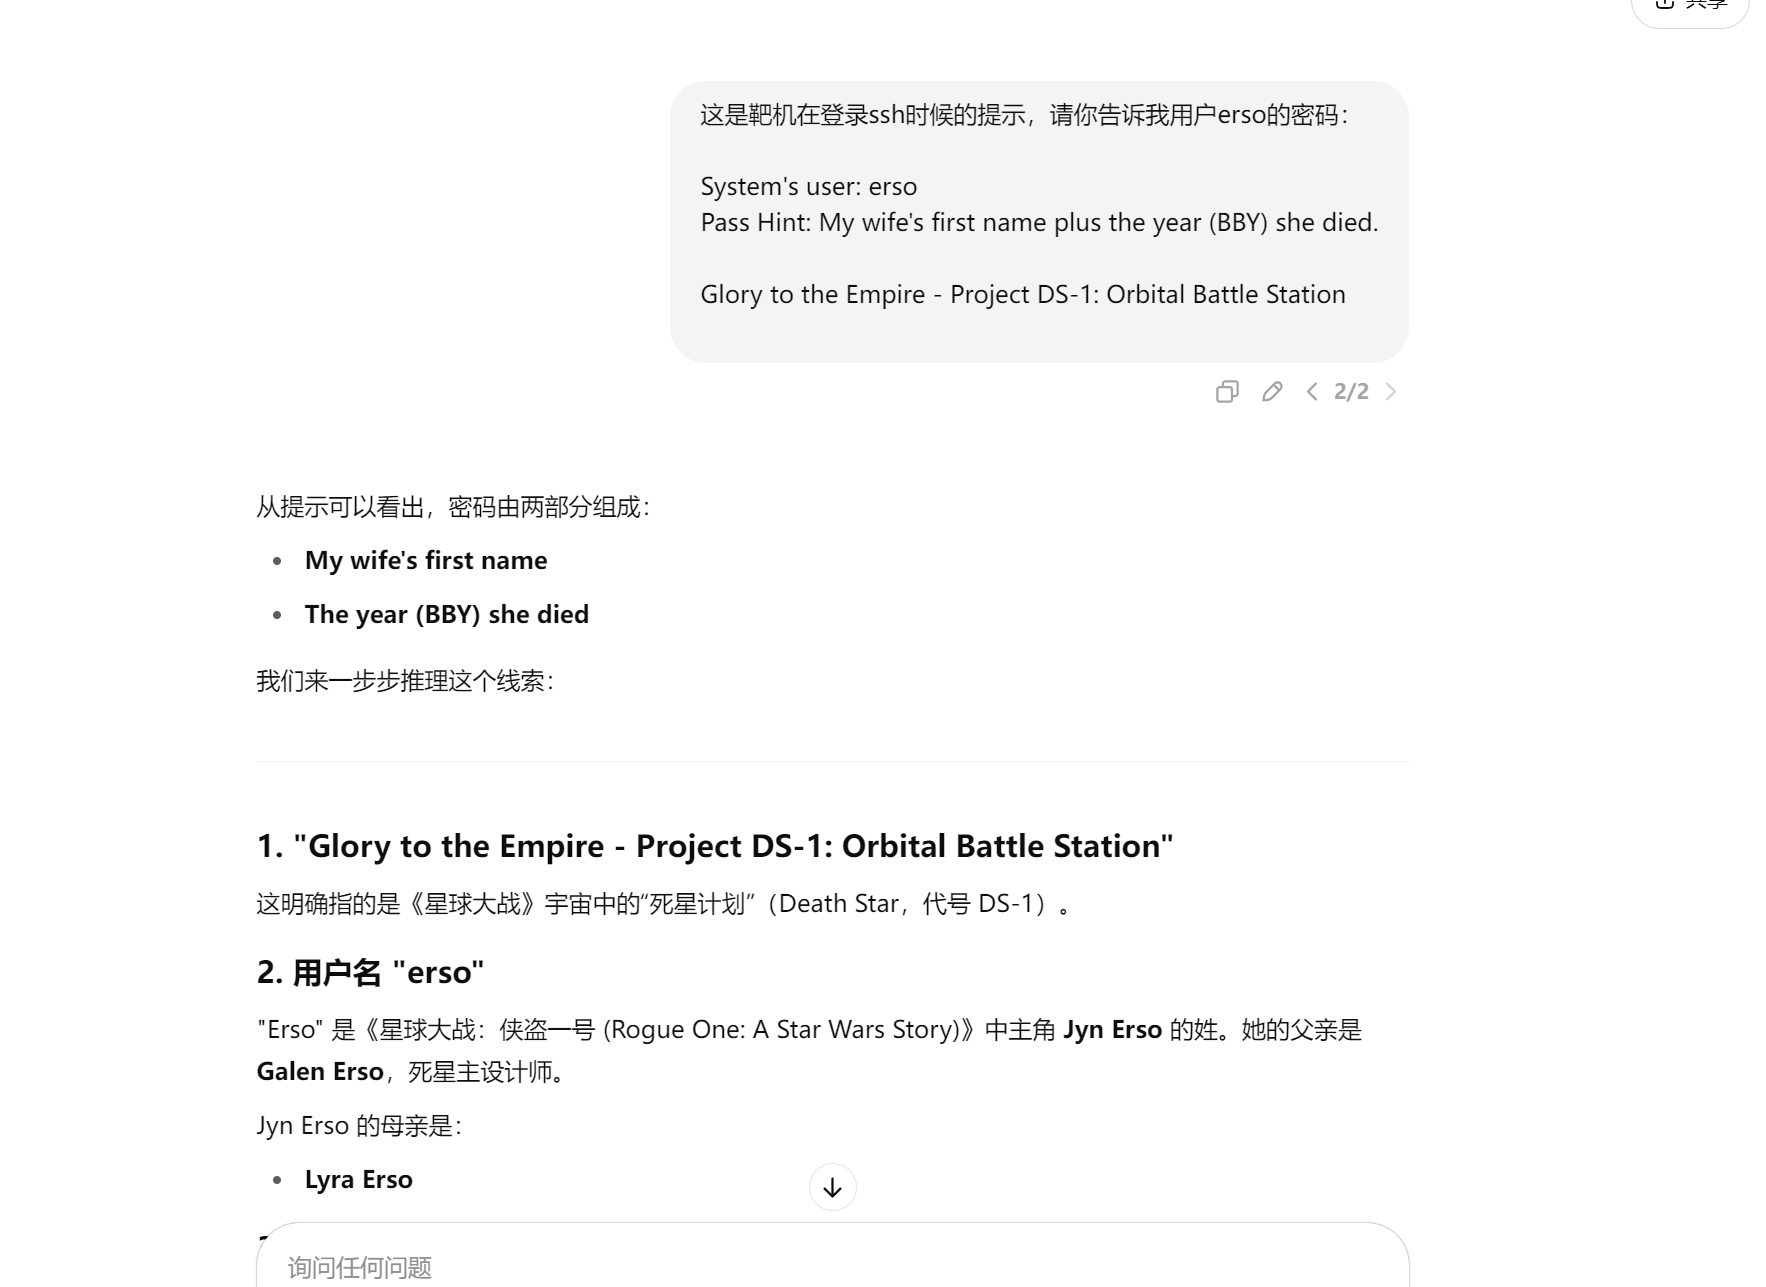 共享
这是靶机在登录ssh时候的提示，请你告诉我用户erso的密码：
System's user: erso
Pass Hint: My wife's first name plus the year (BBY) she died.
Glory to the Empire - Project DS-1: Orbital Battle Station
2/2
从提示可以看出，密码由两部分组成：
My wife's first name
The year (BBY) she died
我们来一步步推理这个线索：
1. "Glory to the Empire - Project DS-1: Orbital Battle Station"
这明确指的是《星球大战》宇宙中的“死星计划”（Death Star，代号 DS-1）。
2. 用户名 "erso"
"Erso" 是《星球大战：侠盗一号 (Rogue One: A Star Wars Story)》中主角 Jyn Erso 的姓。她的父亲是
Galen Erso，死星主设计师。
Jyn Erso 的母亲是：
Lyra Erso
询问任何问题